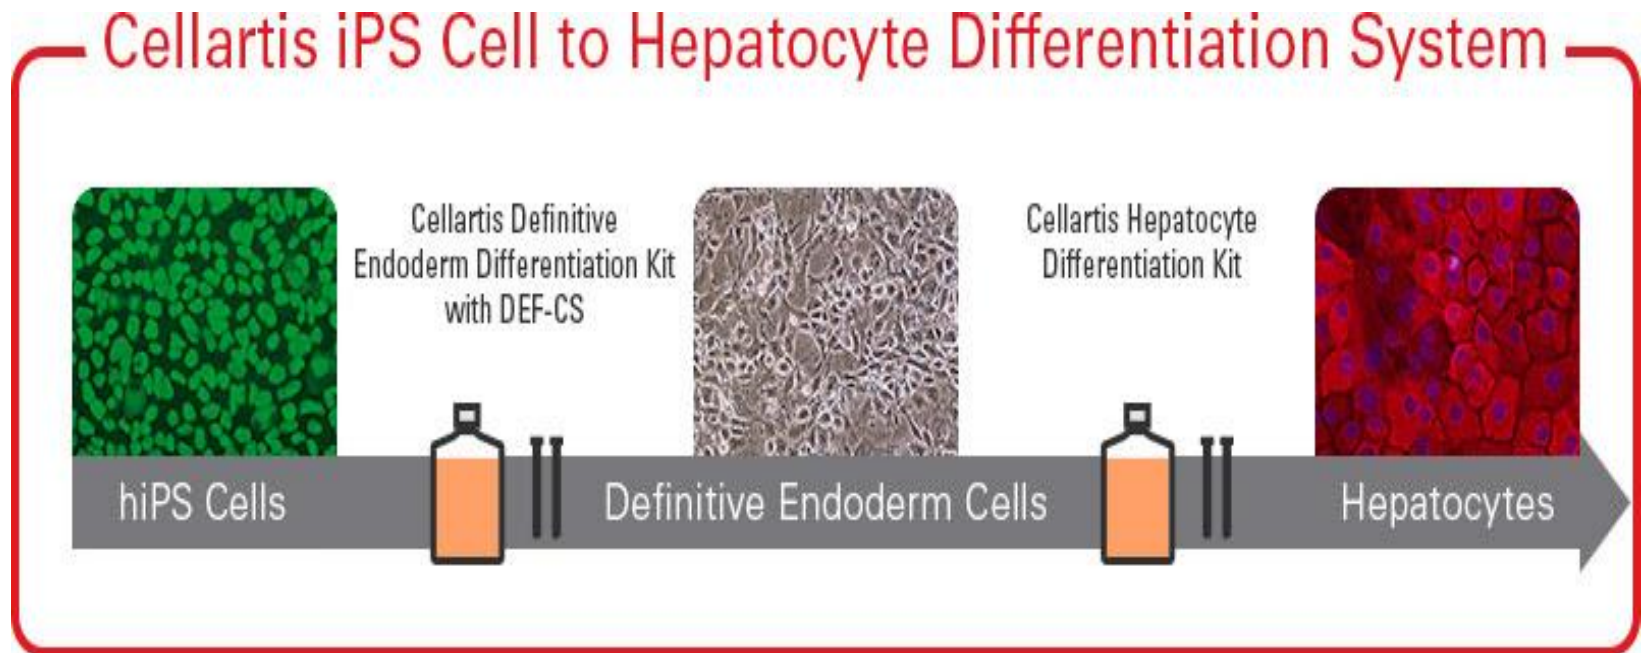 Cellartis iPS Cell to Hepatocyte Differentiation System
Cellartis Definitive
Endoderm Differentiation Kit
with DEF-CS
Cellartis Hepatocyte
Differentiation Kit
hiPS Cells
Definitive Endoderm Cells
Hepatocytes